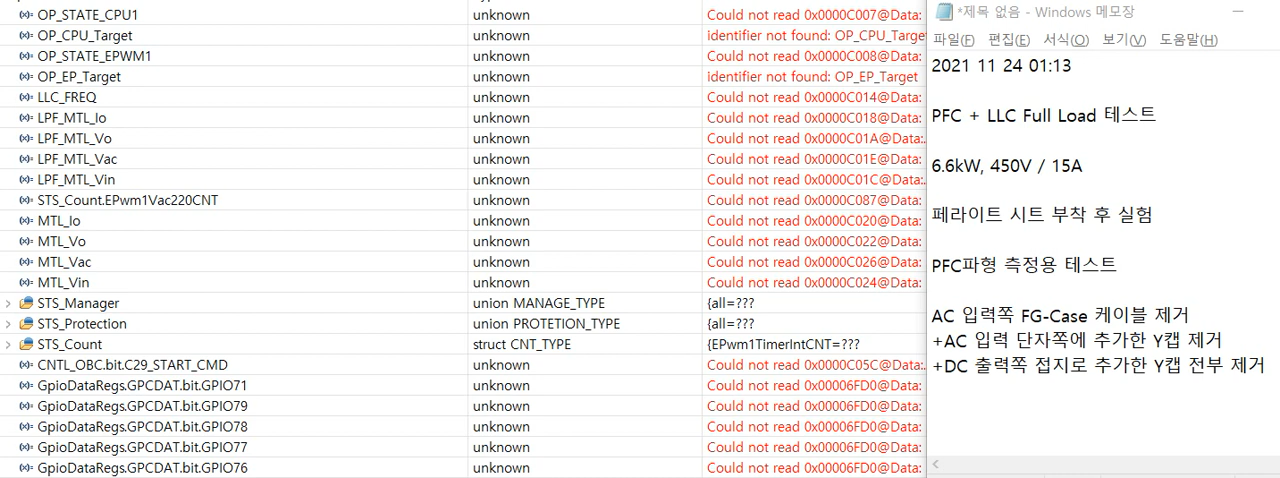 OP_STATE_CPU1 unknown Could not read 0x0000C007@Data:
OP_CPU_Target unknown identifier not found: OP_CPU_Target
OP_STATE_EPWM1 unknown Could not read 0x0000C008@Data:
OP_EP_Target unknown identifier not found: OP_EP_Target
LLC_FREQ unknown Could not read 0x0000C014@Data:
LPF_MTL_Io unknown Could not read 0x0000C018@Data:
LPF_MTL_Vo unknown Could not read 0x0000C01A@Data:.
LPF_MTL_Vac unknown Could not read 0x0000C01E@Data:
LPF_MTL_Vin unknown Could not read 0x0000C01C@Data:.
STS_Count.EPwm1Vac220CNT unknown Could not read 0x0000C087@Data:
MTL_Io unknown Could not read 0x0000C020@Data:
MTL_Vo unknown Could not read 0x0000C022@Data:
MTL_Vac unknown Could not read 0x0000C026@Data:
MTL_Vin unknown Could not read 0x0000C024@Data:
STS_Manager union MANAGE_TYPE {all=???
STS_Protection union PROTETION_TYPE {all=???
STS_Count struct CNT_TYPE {EPwm1TimerIntCNT=???
CNTL_OBC.bit.C29_START_CMD unknown Could not read 0x0000C05C@Data:
GpioDataRegs.GPCDAT.bit.GPIO71 unknown Could not read 0x00006FD0@Data:
GpioDataRegs.GPCDAT.bit.GPIO79 unknown Could not read 0x00006FD0@Data:
GpioDataRegs.GPCDAT.bit.GPIO78 unknown Could not read 0x00006FD0@Data:
GpioDataRegs.GPCDAT.bit.GPIO77 unknown Could not read 0x00006FD0@Data:
GpioDataRegs.GPCDAT.bit.GPIO76 unknown Could not read 0x00006FD0@Data:
*제목 없음 - Windows 메모장
파일(F) 편집(E) 서식(O) 보기(V) 도움말(H)
2021 11 24 01:13
PFC + LLC Full Load 테스트
6.6kW, 450V / 15A
페라이트 시트 부착 후 실험
PFC파형 측정용 테스트
AC 입력쪽 FG-Case 케이블 제거
+AC 입력 단자쪽에 추가한 Y캡 제거
+DC 출력쪽 접지로 추가한 Y캡 전부 제거